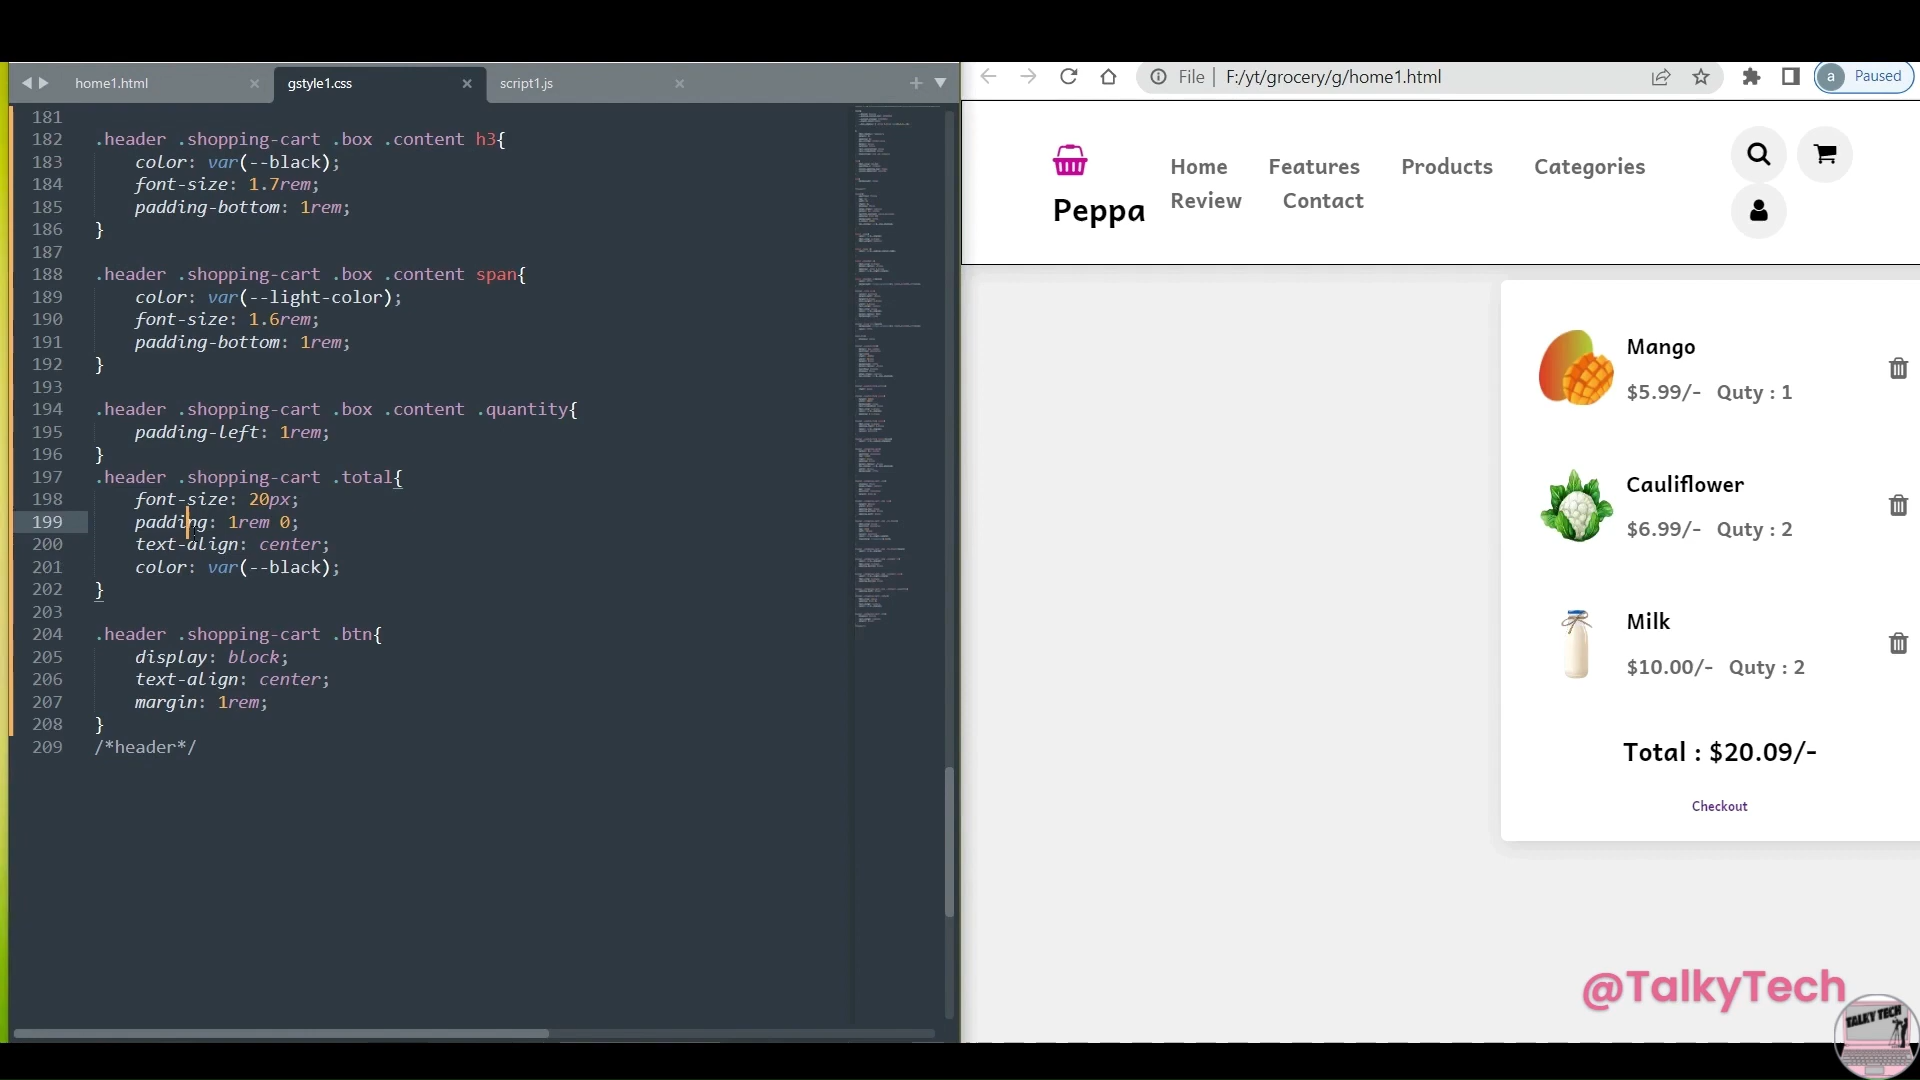 home1.html
gstyle1.css
script1.js
181
182 .header .shopping-cart .box .content h3{
183 color: var(--black);
184 font-size: 1.7rem;
185 padding-bottom: 1rem;
186 }
187
188 .header .shopping-cart .box .content span{
189 color: var(--light-color);
190 font-size: 1.6rem;
191 padding-bottom: 1rem;
192 }
193
194 .header .shopping-cart .box .content .quantity{
195 padding-left: 1rem;
196 }
197 .header .shopping-cart .total{
198 font-size: 20px;
199 padding: 1rem 0;
200 text-align: center;
201 color: var(--black);
202 }
203
204 .header .shopping-cart .btn{
205 display: block;
206 text-align: center;
207 margin: 1rem;
208 }
209 /*header*/
File | F:/yt/grocery/g/home1.html
a Paused
Peppa
Home Features Products Categories
Review Contact
Mango
$5.99/- Quty : 1
Cauliflower
$6.99/- Quty : 2
Milk
$10.00/- Quty : 2
Total : $20.09/-
Checkout
@TalkyTech
TALKY TECH